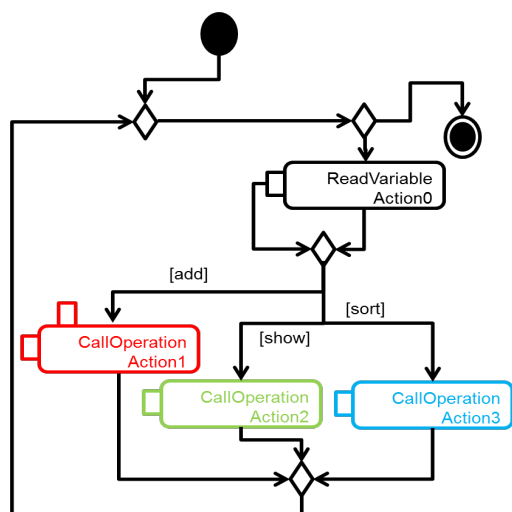 ReadVariable
Action0
[add]
[sort]
[show]
CallOperation
Action1
CallOperation
Action2
CallOperation
Action3